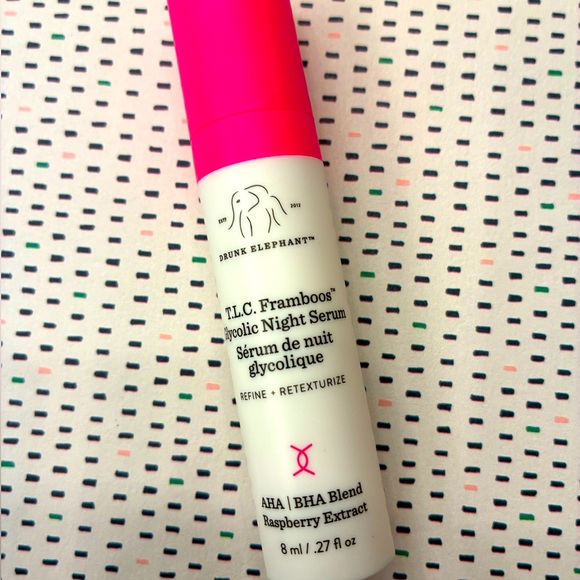 ESTD 2012
DRUNK ELEPHANT™
T.L.C. Framboos™
Glycolic Night Serum
Sérum de nuit
glycolique
REFINE + RETEXTURIZE
AHA | BHA Blend
Raspberry Extract
8 ml / .27 fl oz